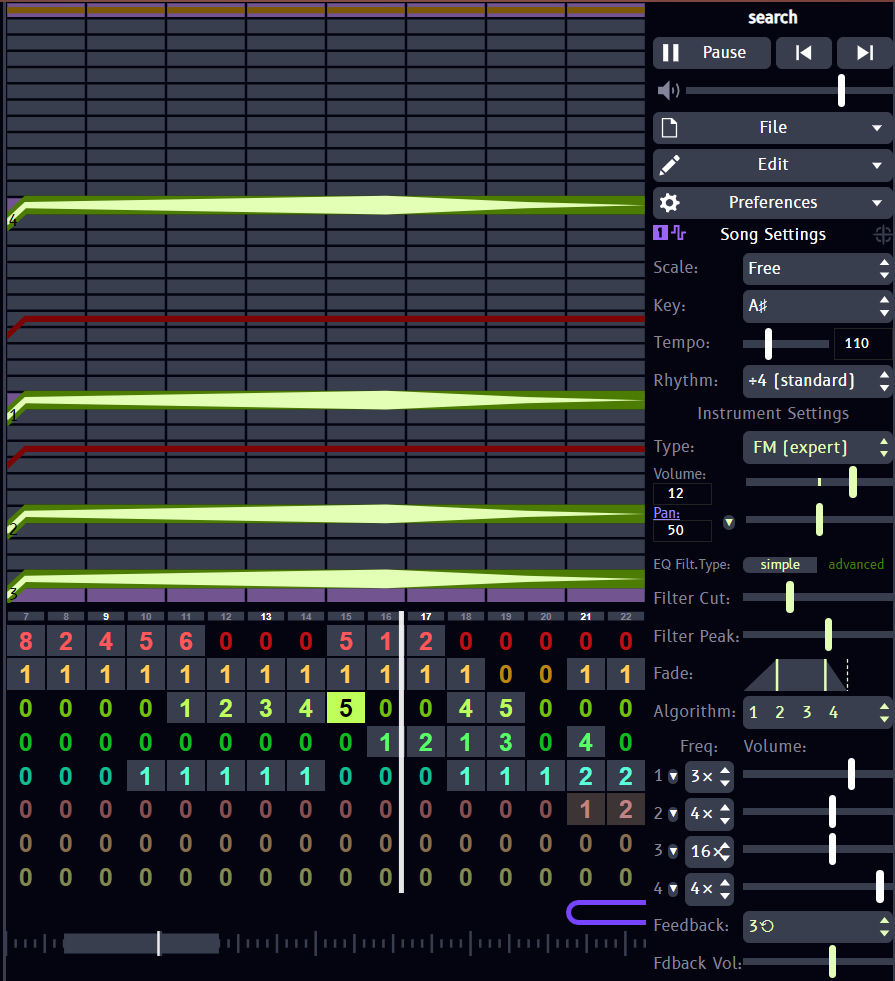 search
Pause
File
Edit
Preferences
1 Song Settings
Scale: Free
Key: A♯
Tempo: 110
Rhythm: ÷4 (standard)
Instrument Settings
Type: FM (expert)
Volume:
12
Pan:
50
EQ Filt.Type: simple advanced
Filter Cut:
Filter Peak:
Fade:
Algorithm: 1 2 3 4
Freq: Volume:
1 3×
2 4×
3 16×
4 4×
Feedback: 3⟲
Fdback Vol:
4
1
2
3
7 8 9 10 11 12 13 14 15 16 17 18 19 20 21 22
8 2 4 5 6 0 0 0 5 1 2 0 0 0 0 0
1 1 1 1 1 1 1 1 1 1 1 1 0 0 1 1
0 0 0 0 1 2 3 4 5 0 0 4 5 0 0 0
0 0 0 0 0 0 0 0 0 1 2 1 3 0 4 0
0 0 0 1 1 1 1 1 0 0 0 1 1 1 2 2
0 0 0 0 0 0 0 0 0 0 0 0 0 0 1 2
0 0 0 0 0 0 0 0 0 0 0 0 0 0 0 0
0 0 0 0 0 0 0 0 0 0 0 0 0 0 0 0